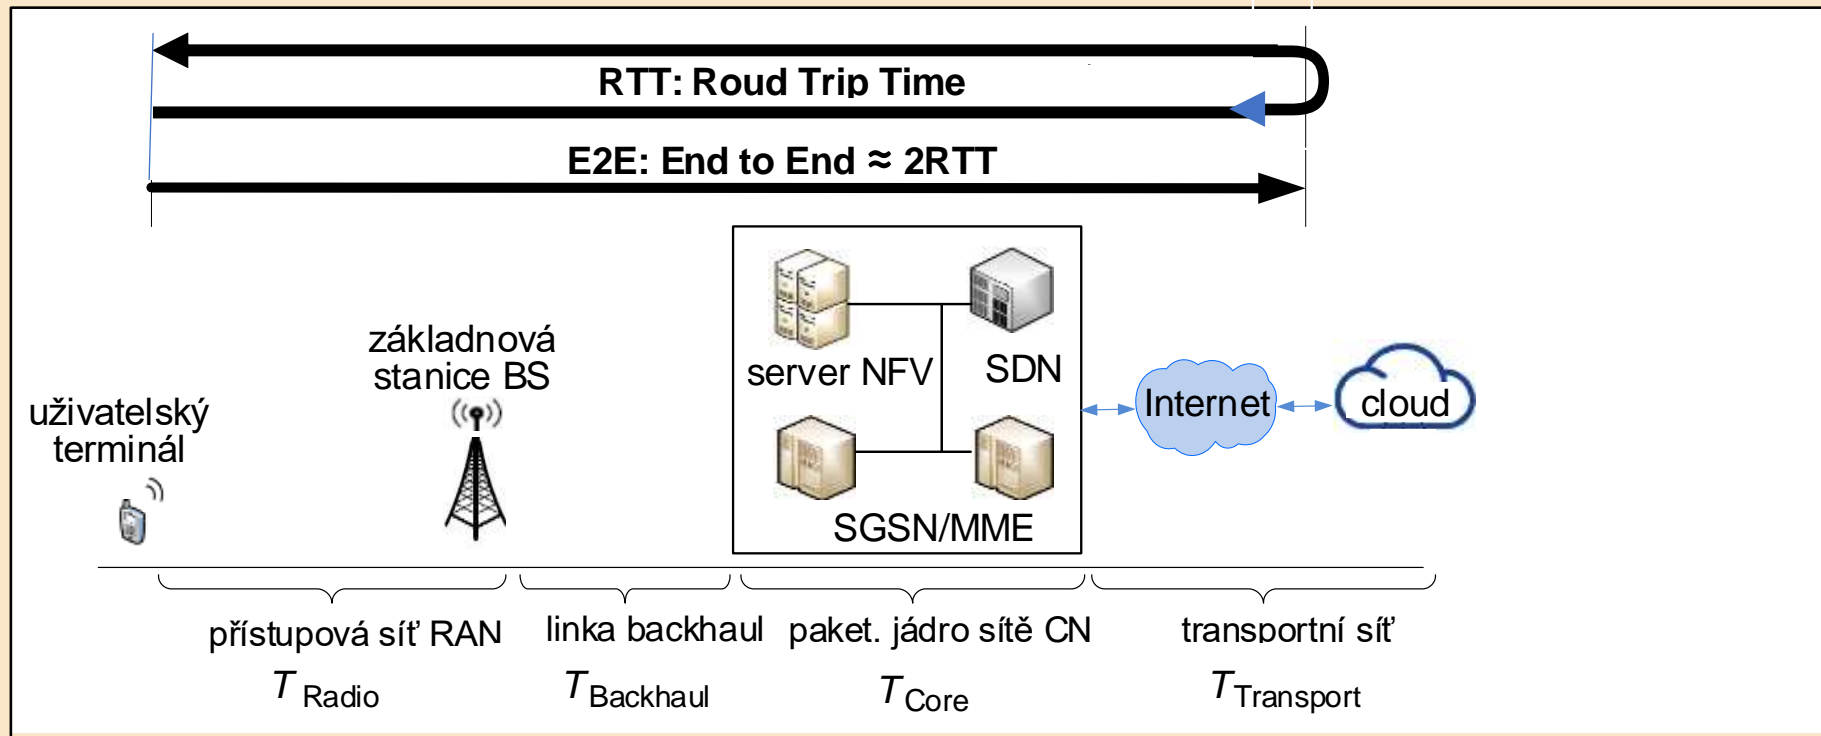 RTT: Roud Trip Time
E2E: End to End ≈ 2RTT
základnová
stanice BS
uživatelský
terminál
server NFV
SDN
SGSN/MME
Internet
cloud
přístupová síť RAN
linka backhaul
paket. jádro sítě CN
transportní síť
T Radio
T Backhaul
T Core
T Transport